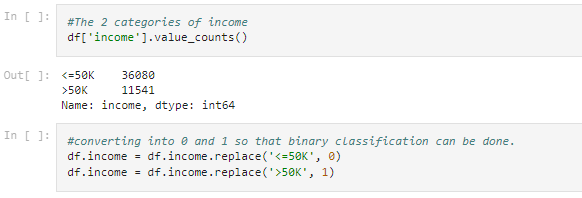 In [ ]:
#The 2 categories of income
df['income'].value_counts()
Out[ ]:
<=50K    36080
>50K     11541
Name: income, dtype: int64
In [ ]:
#converting into 0 and 1 so that binary classification can be done.
df.income = df.income.replace('<=50K', 0)
df.income = df.income.replace('>50K', 1)